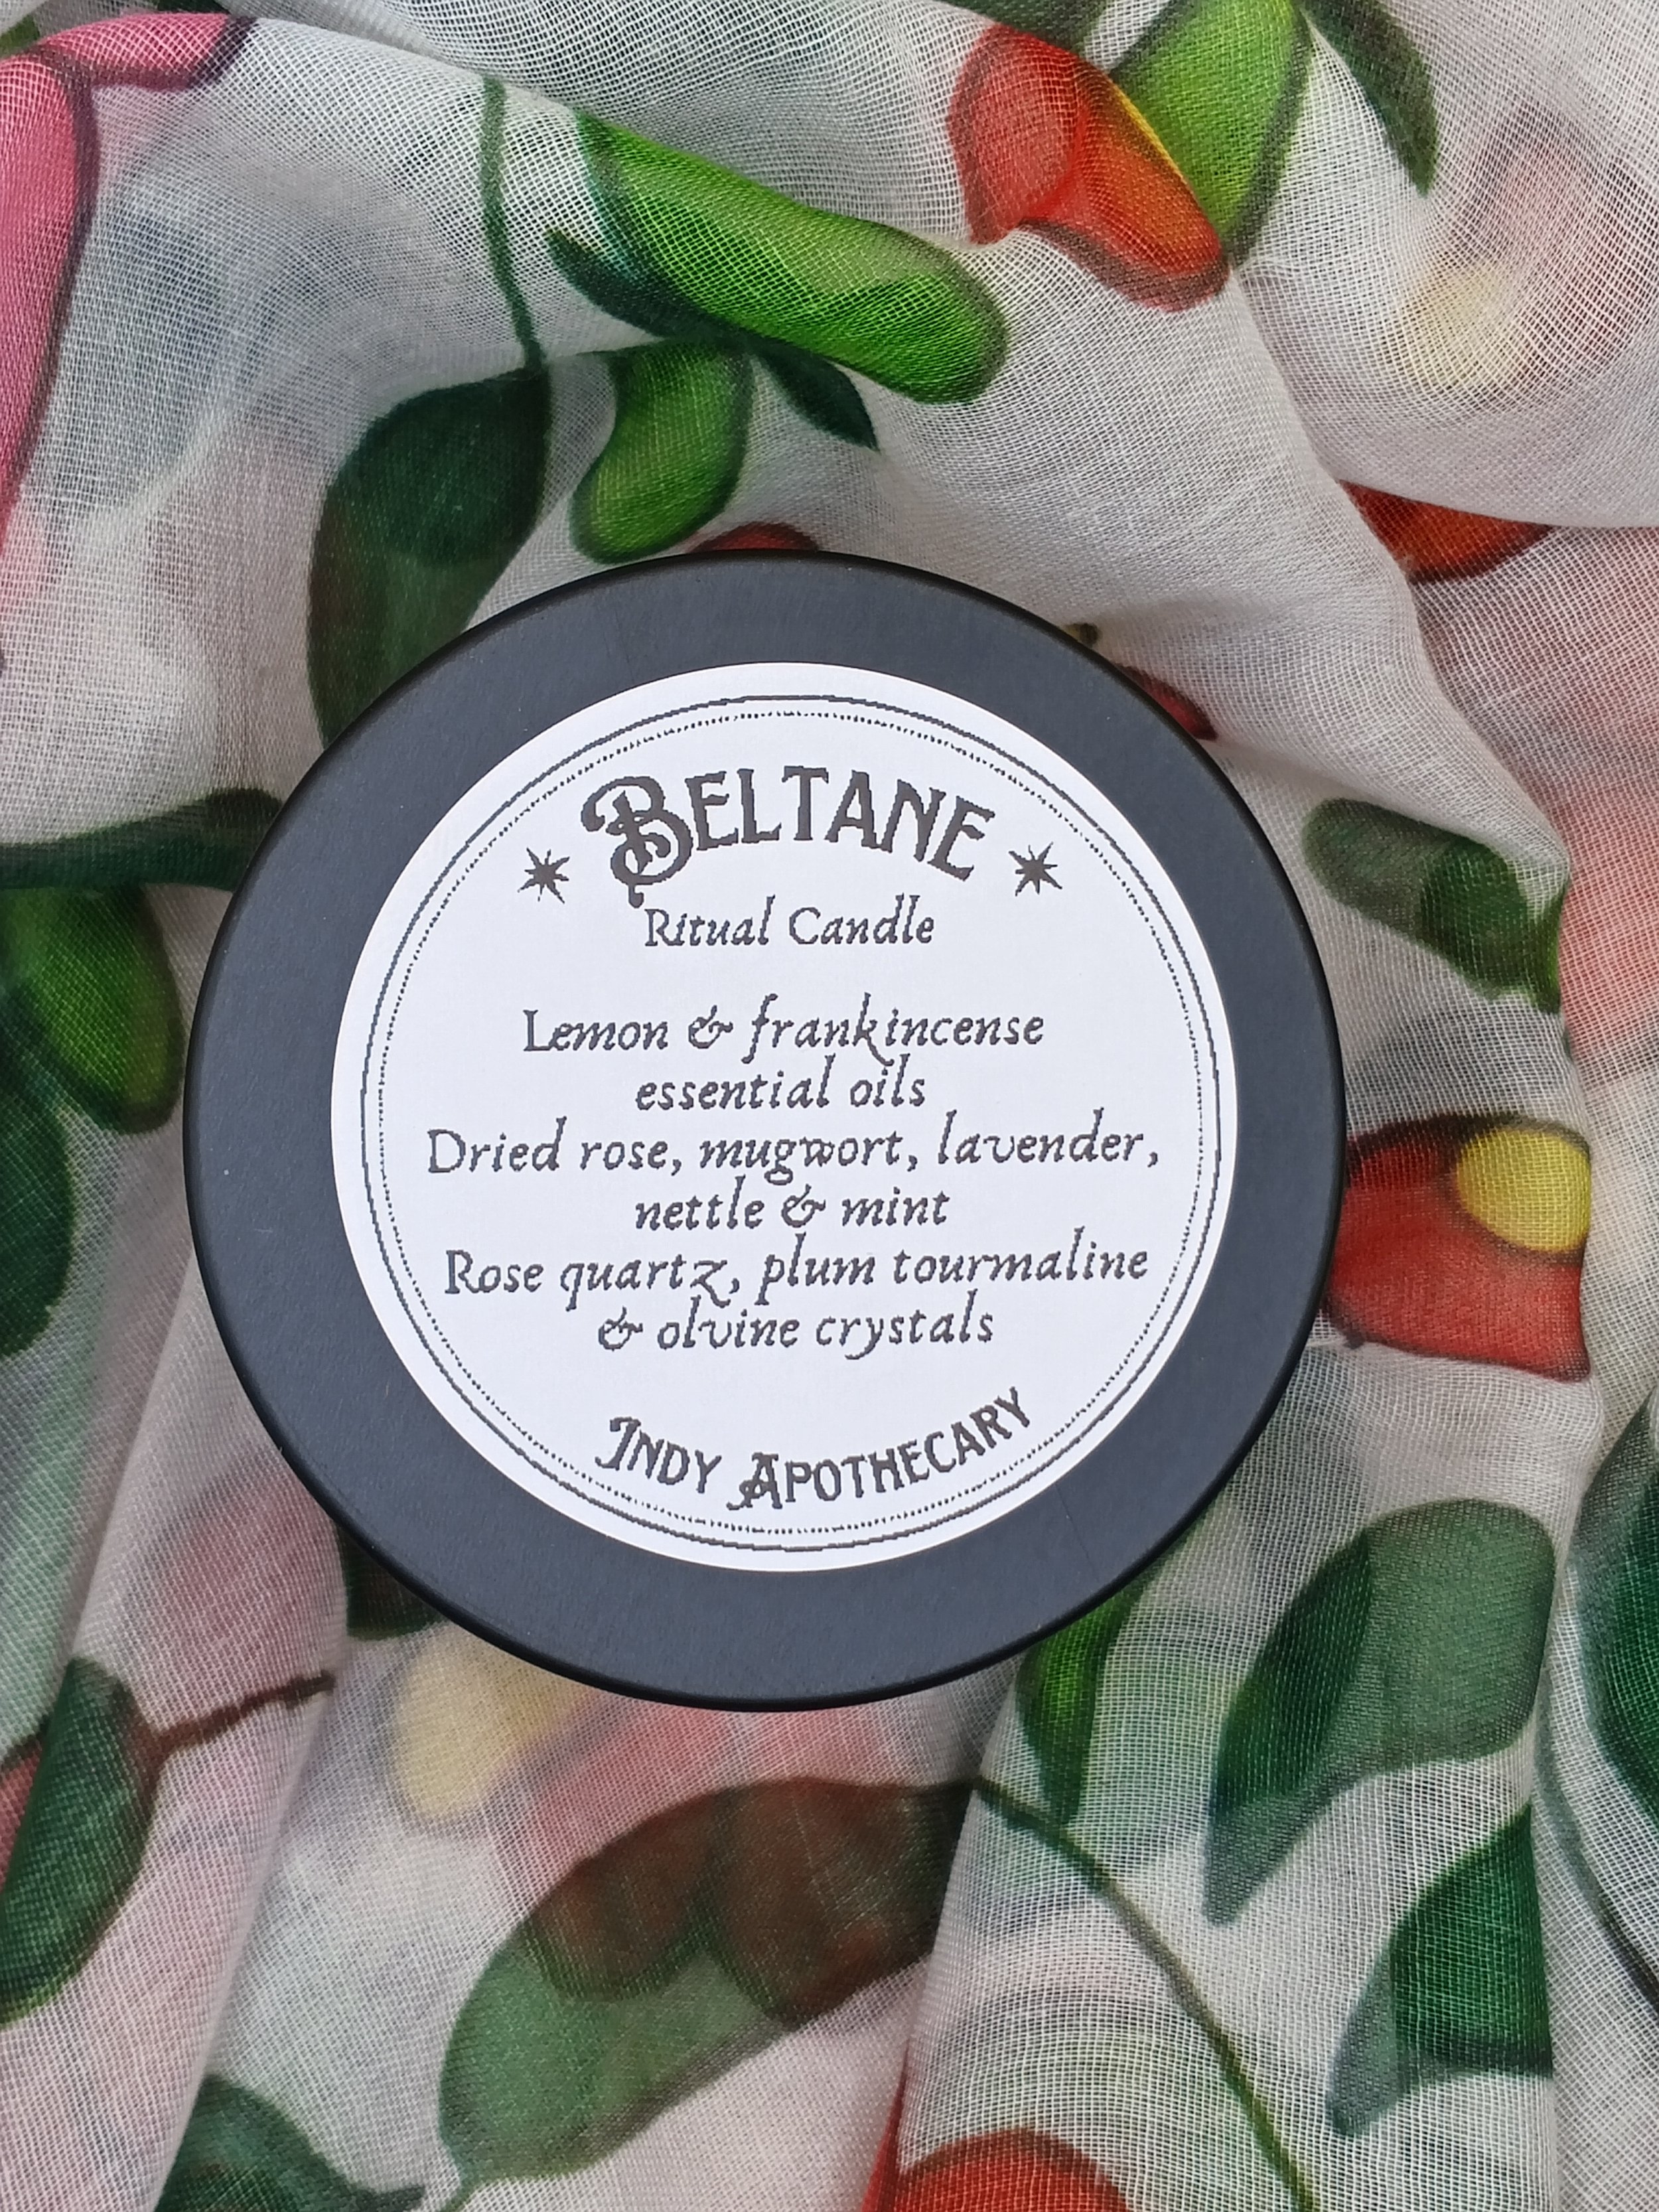 BELTANE
Ritual Candle
Lemon & frankincense
essential oils
Dried rose, mugwort, lavender,
nettle & mint
Rose quartz, plum tourmaline
& olvine crystals
INDY APOTHECARY